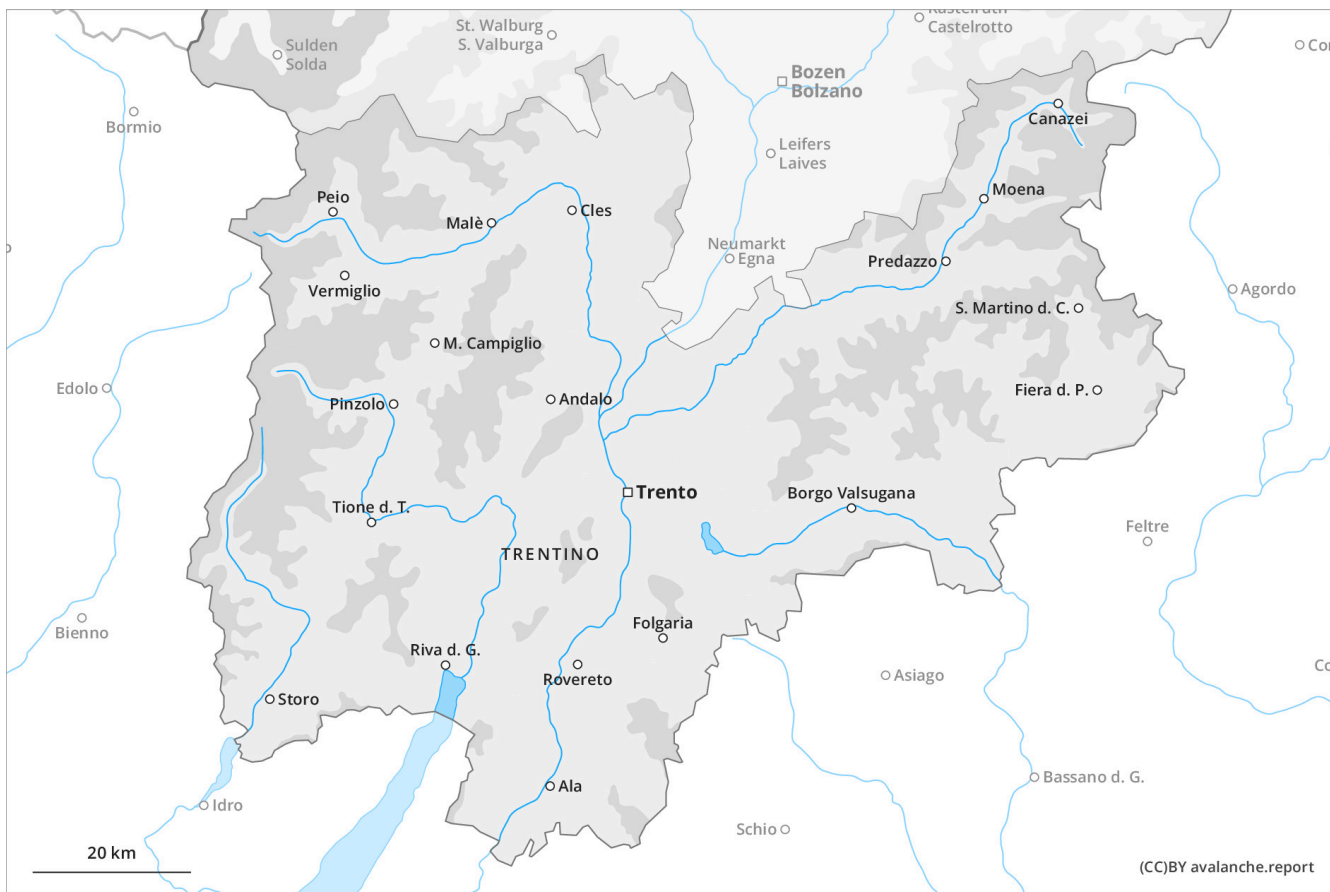 Kastelruth
Castelrotto
St. Walburg
S. Valburga
Sulden
Solda
Bozen
Bolzano
Bormio
Canazei
Leifers
Laives
Peio
Malè
Cles
Moena
Neumarkt
Egna
Predazzo
Vermiglio
Agordo
S. Martino d. C.
M. Campiglio
Edolo
Pinzolo
Andalo
Fiera d. P.
Trento
Borgo Valsugana
Tione d. T.
Feltre
TRENTINO
Bienno
Folgaria
Riva d. G.
Rovereto
Asiago
Storo
Ala
Bassano d. G.
Idro
Schio
20 km
(CC)BY avalanche.report